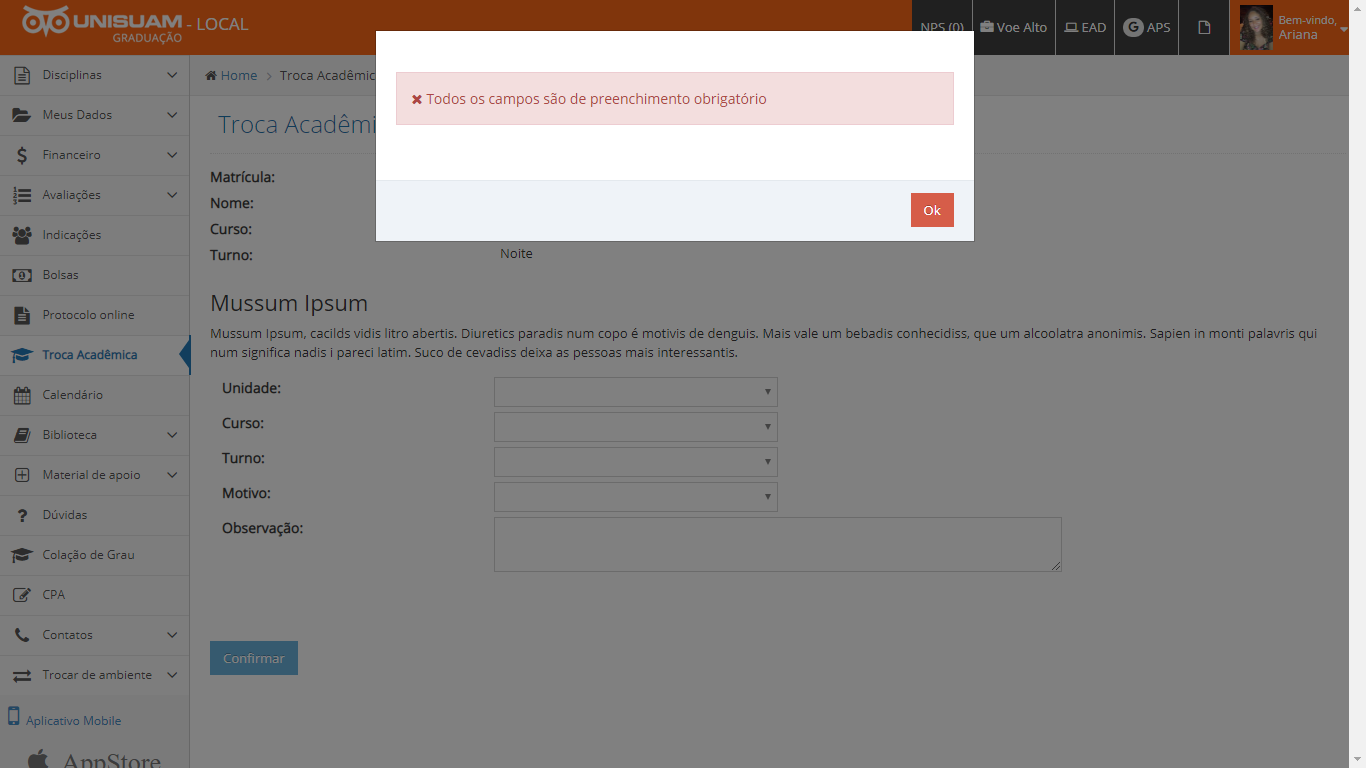 UNISUAM - LOCAL
GRADUAÇÃO
NPS (0)
Voe Alto
EAD
G APS
Bem-vindo,
Ariana
Disciplinas
Meus Dados
Financeiro
Avaliações
Indicações
Bolsas
Protocolo online
Troca Acadêmica
Calendário
Biblioteca
Material de apoio
Dúvidas
Colação de Grau
CPA
Contatos
Trocar de ambiente
Aplicativo Mobile
AppStore
Home > Troca Acadêmic
Troca Acadêmi
Todos os campos são de preenchimento obrigatório
Ok
Matrícula:
Nome:
Curso:
Turno: Noite
Mussum Ipsum
Mussum Ipsum, cacilds vidis litro abertis. Diuretics paradis num copo é motivis de denguis. Mais vale um bebadis conhecidiss, que um alcoolatra anonimis. Sapien in monti palavris qui
num significa nadis i pareci latim. Suco de cevadiss deixa as pessoas mais interessantis.
Unidade:
Curso:
Turno:
Motivo:
Observação:
Confirmar